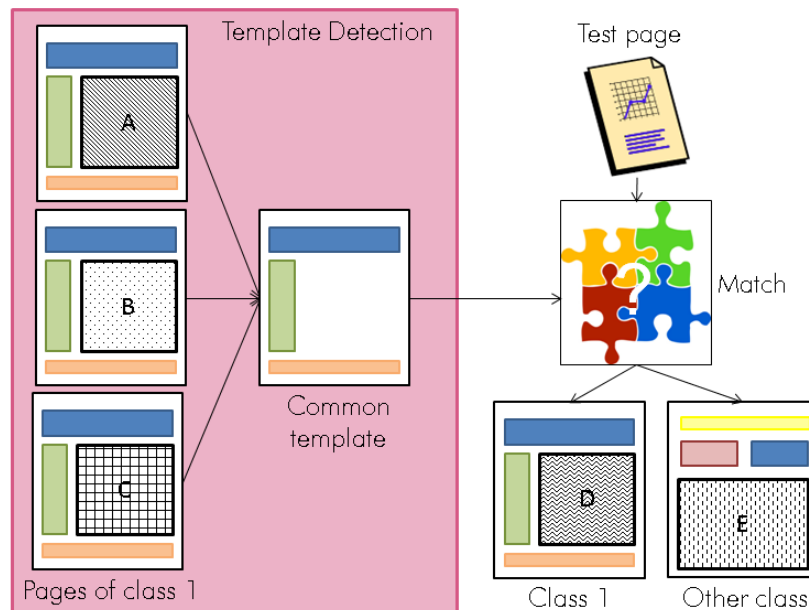 Template Detection
Test page
A
B
?
Match
Common
template
C
D
E
Pages of class 1
Class 1
Other class